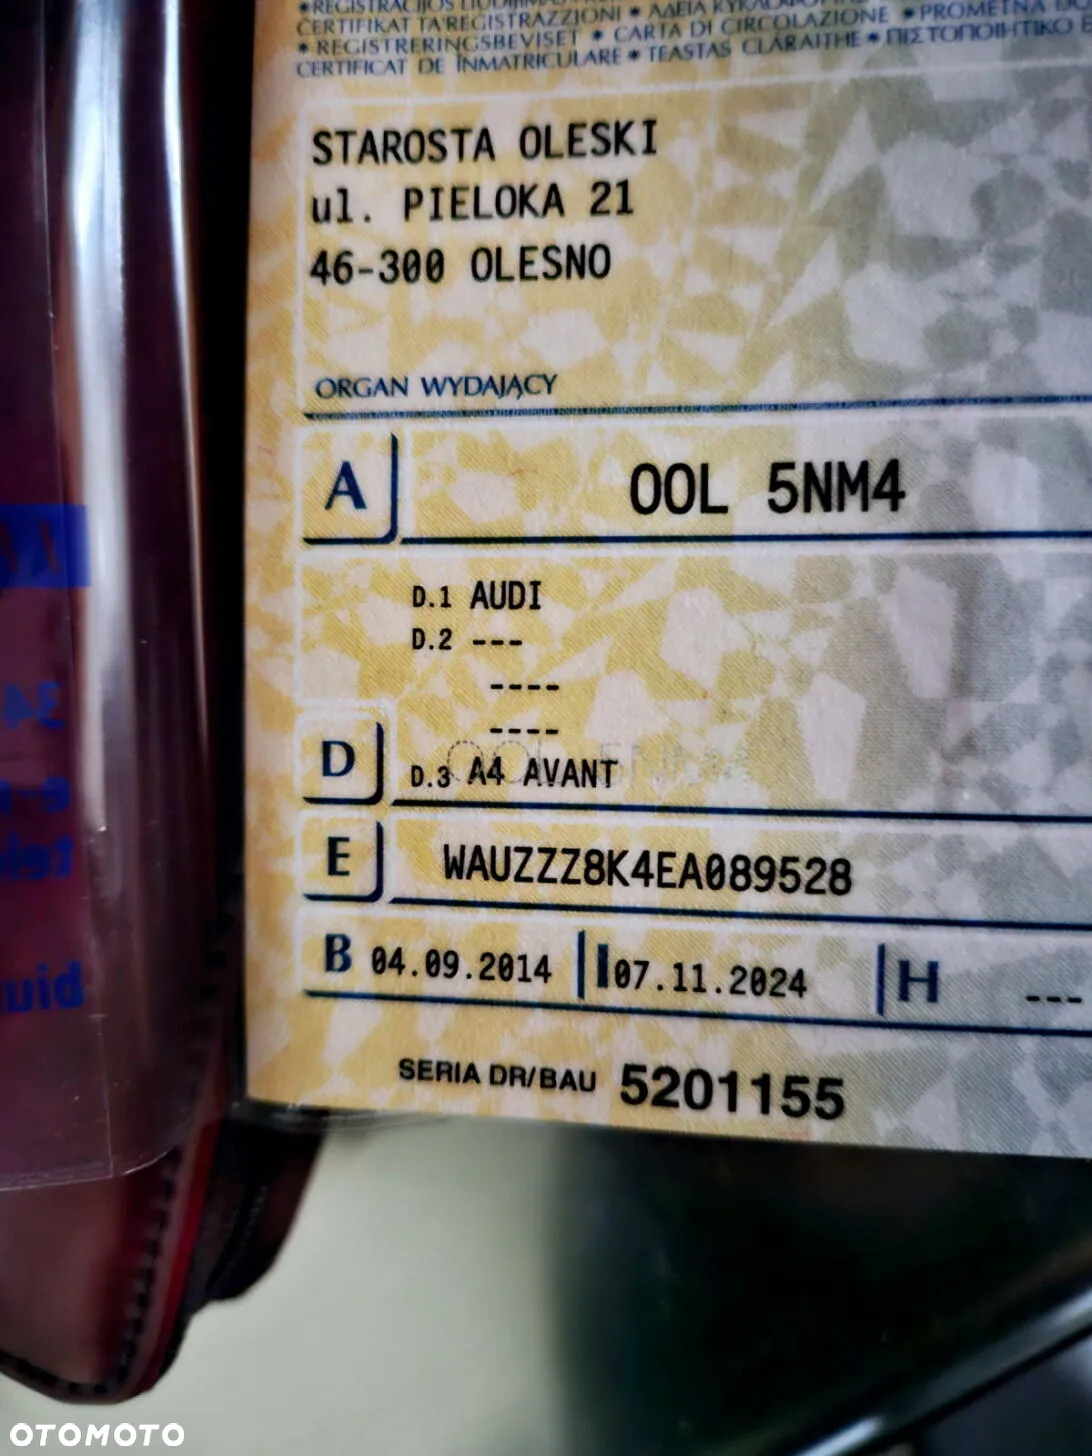 CERTIFIKAT TA'REGISTRAZZJONI • ΑΔΕΙΑ
• REGISTRERINGSBEVISET • CARTA DI CIRCOLAZIONE • PROMETNA
CERTIFICAT DE ÎNMATRICULARE • TEASTAS CLÁRAITHE • ΠΙΣΤΟΠΟΙΗΤΙΚΟ
STAROSTA OLESKI
ul. PIELOKA 21
46-300 OLESNO
ORGAN WYDAJĄCY
A OOL 5NM4
D.1 AUDI
D.2 ---
----
----
D D.3 A4 AVANT
E WAUZZZ8K4EA089528
B 04.09.2014 I 07.11.2024 H ---
SERIA DR/BAU 5201155
OTOMOTO